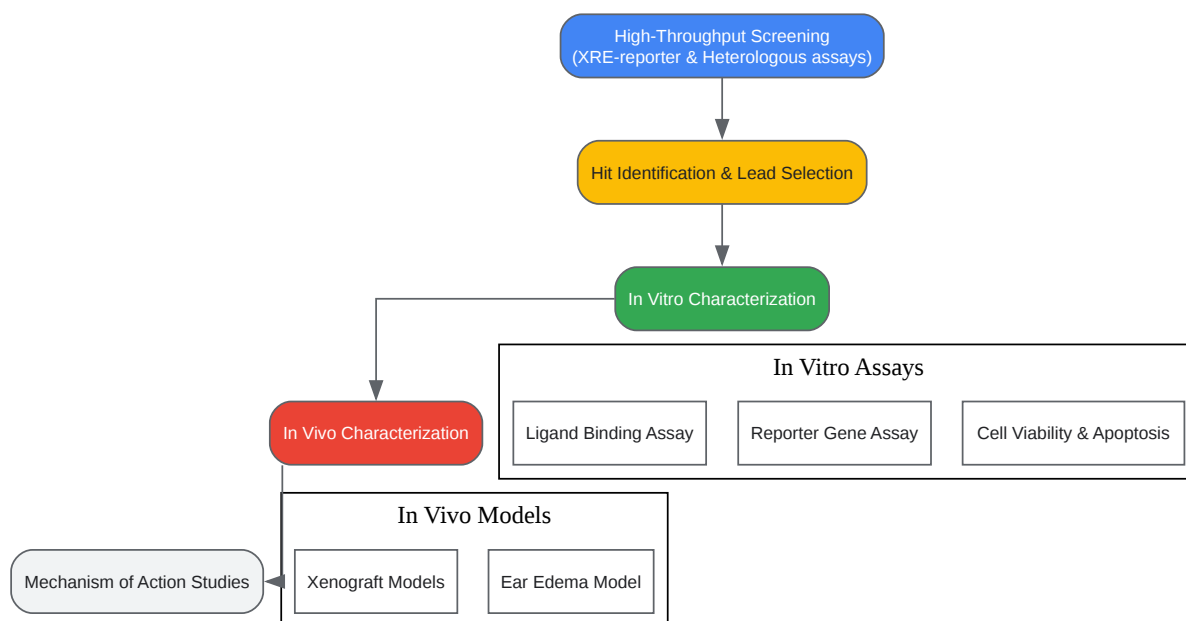 High-Throughput Screening
(XRE-reporter & Heterologous assays)
Hit Identification & Lead Selection
In Vitro Characterization
In Vitro Assays
In Vivo Characterization
Ligand Binding Assay
Reporter Gene Assay
Cell Viability & Apoptosis
In Vivo Models
Mechanism of Action Studies
Xenograft Models
Ear Edema Model